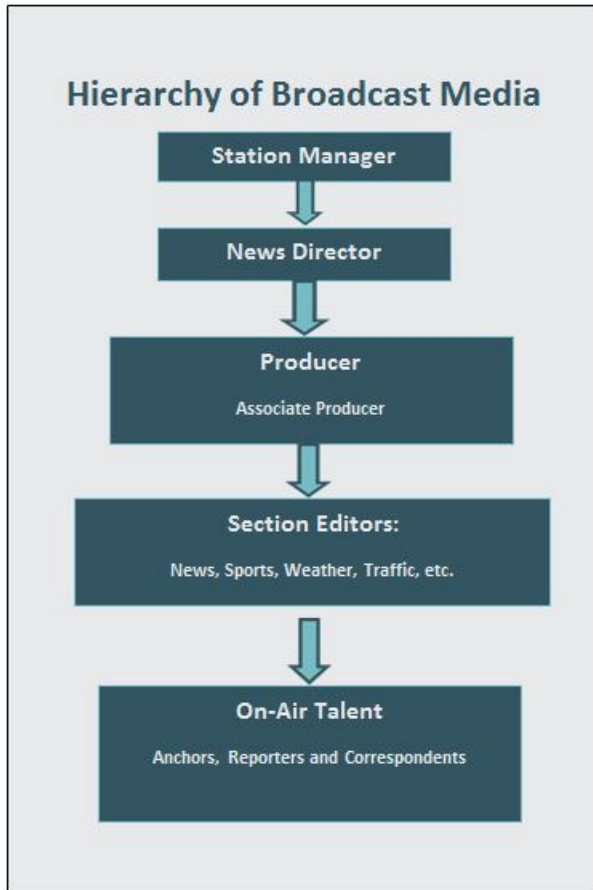 Hierarchy of Broadcast Media
Station Manager
News Director
Producer
Associate Producer
Section Editors:
News, Sports, Weather, Traffic, etc.
On-Air Talent
Anchors, Reporters and Correspondents